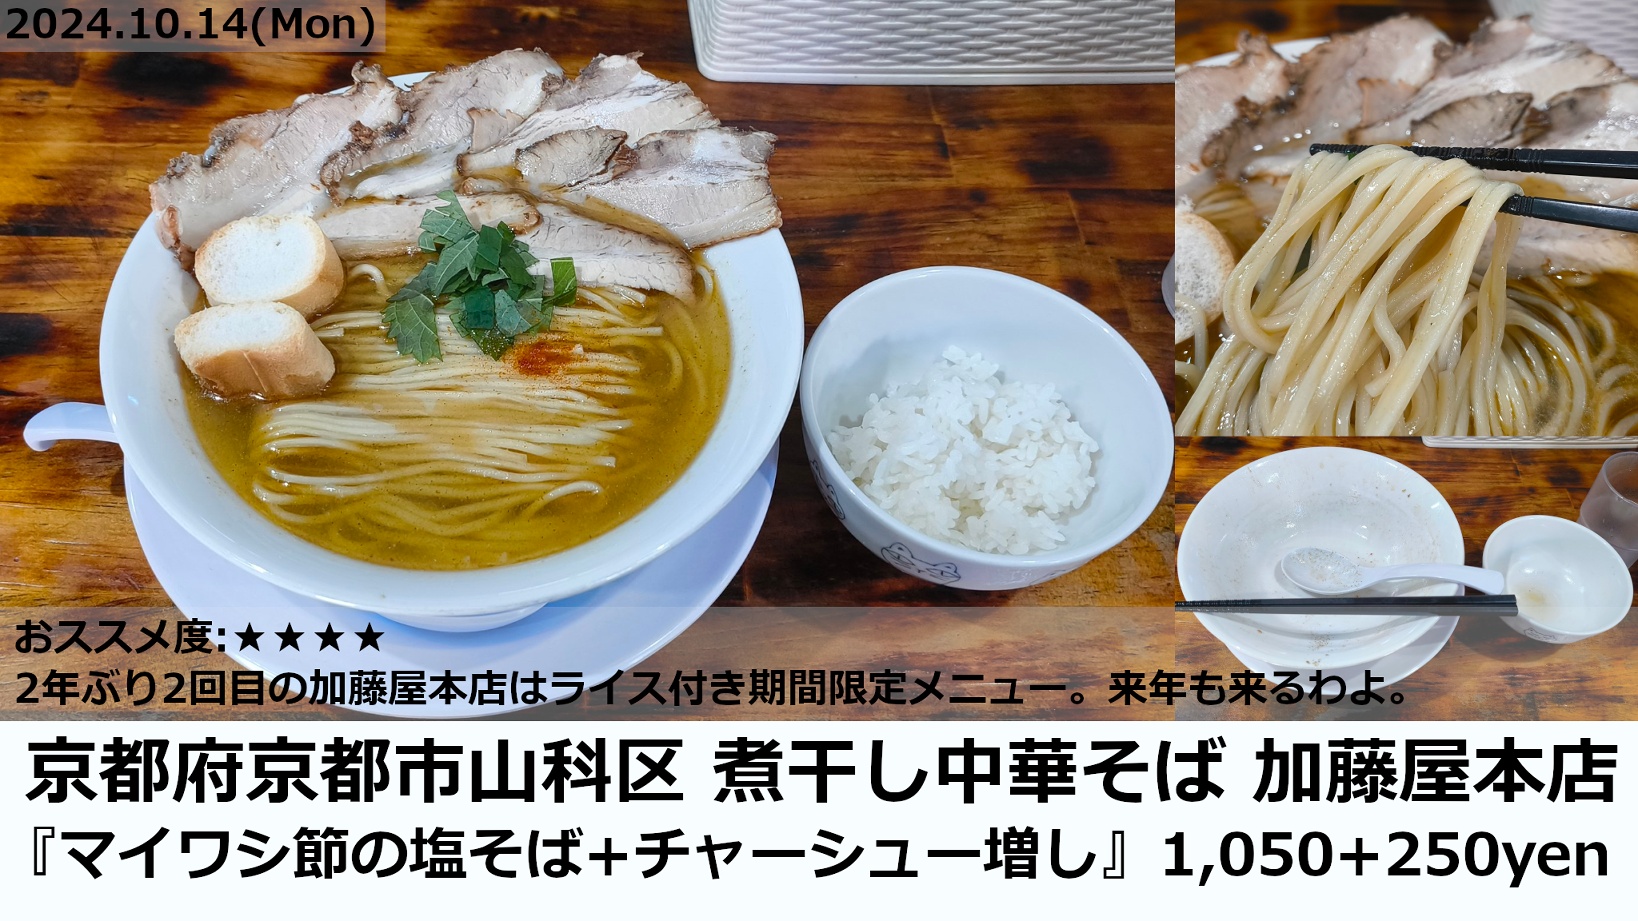 2024.10.14(Mon)
おススメ度:★★★★
2年ぶり2回目の加藤屋本店はライス付き期間限定メニュー。来年も来るわよ。
京都府京都市山科区 煮干し中華そば 加藤屋本店
『マイワシ節の塩そば+チャーシュー増し』1,050+250yen